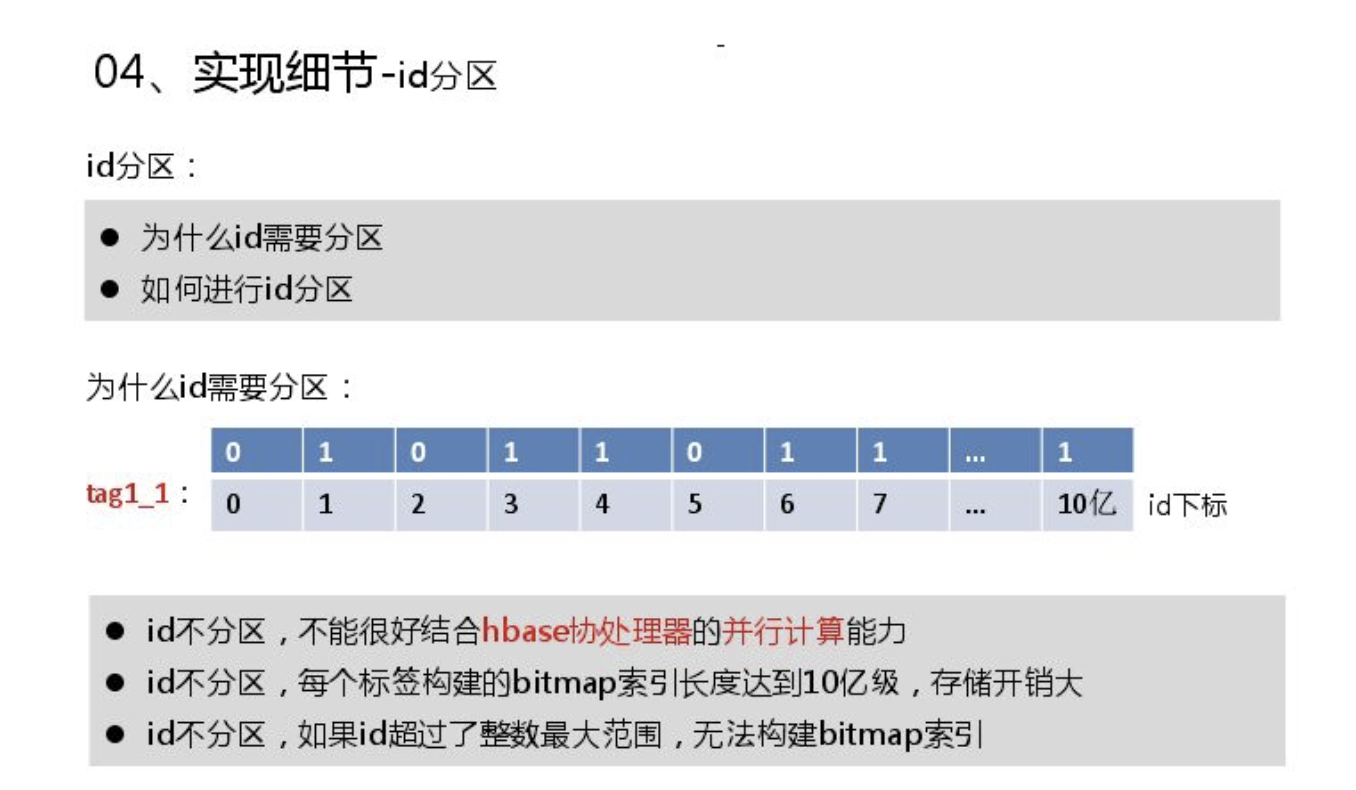 04、实现细节-id分区
id分区：
● 为什么id需要分区
● 如何进行id分区
为什么id需要分区：
0 1 0 1 1 0 1 1 ... 1
tag1_1：
0 1 2 3 4 5 6 7 ... 10亿 id下标
● id不分区，不能很好结合hbase协处理器的并行计算能力
● id不分区，每个标签构建的bitmap索引长度达到10亿级，存储开销大
● id不分区，如果id超过了整数最大范围，无法构建bitmap索引